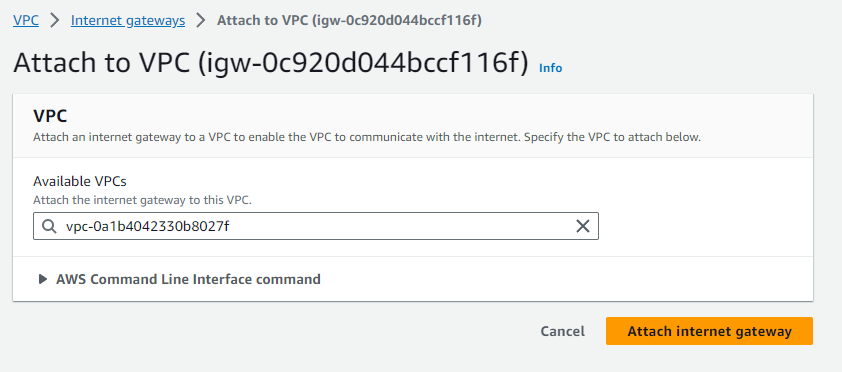 VPC > Internet gateways > Attach to VPC (igw-0c920d044bccf116f)
Attach to VPC (igw-0c920d044bccf116f) Info
VPC
Attach an internet gateway to a VPC to enable the VPC to communicate with the internet. Specify the VPC to attach below.
Available VPCs
Attach the internet gateway to this VPC.
vpc-0a1b4042330b8027f
AWS Command Line Interface command
Cancel Attach internet gateway